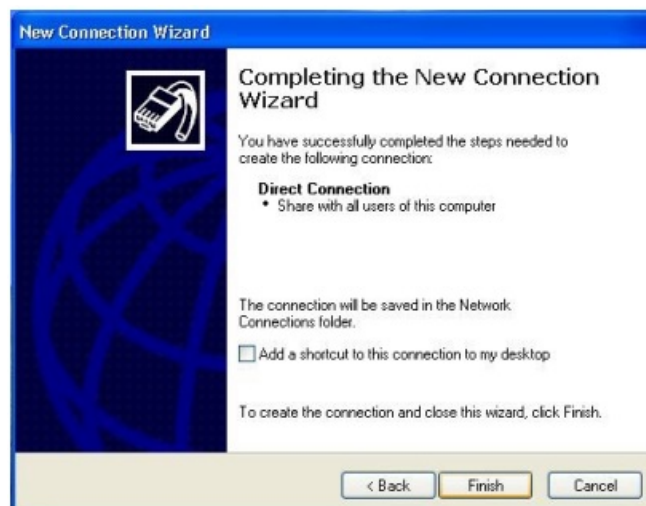 New Connection Wizard
Completing the New Connection
Wizard
You have successfully completed the steps needed to
create the following connection:
Direct Connection
• Share with all users of this computer
The connection will be saved in the Network
Connections folder.
Add a shortcut to this connection to my desktop
To create the connection and close this wizard, click Finish.
< Back Finish Cancel